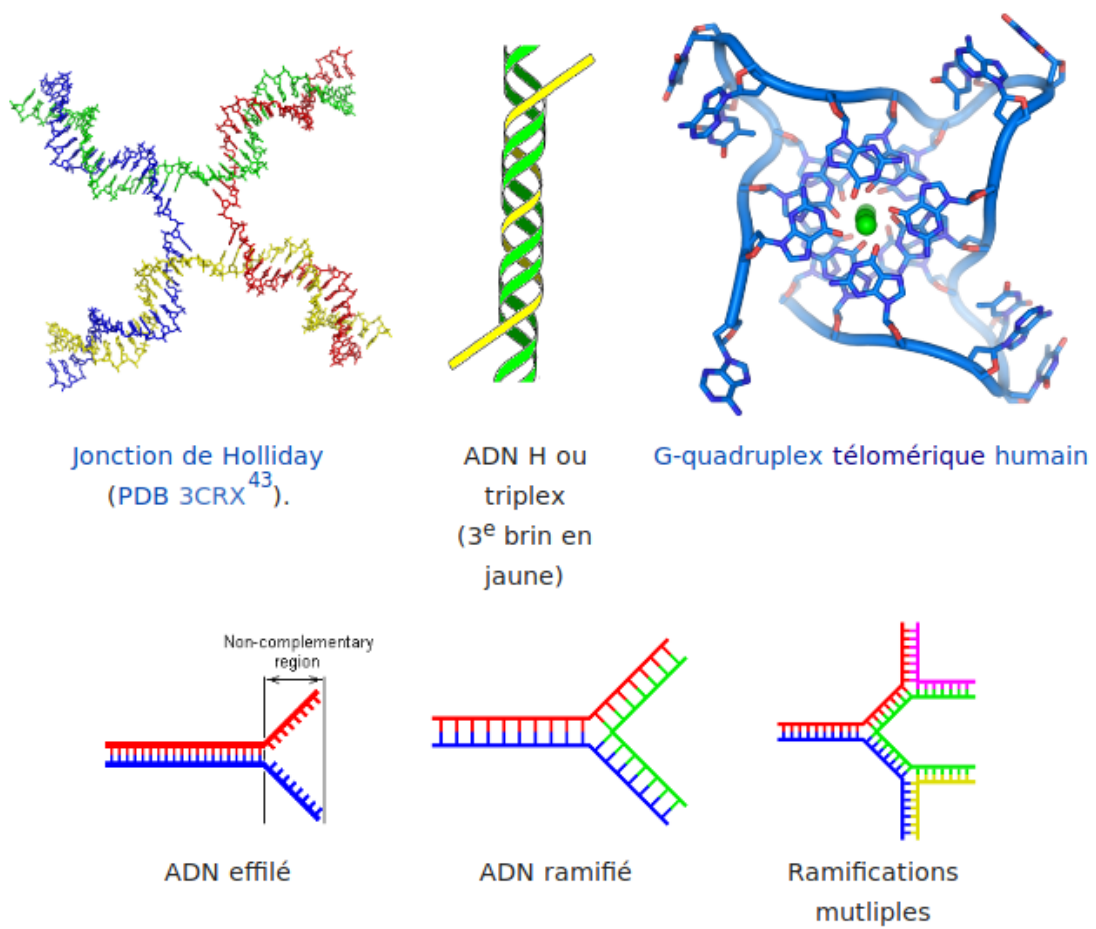 Jonction de Holliday
(PDB 3CRX43).
ADN H ou
triplex
(3e brin en
jaune)
G-quadruplex télomérique humain
Non-complementary
region
ADN effilé
ADN ramifié
Ramifications
mutliples